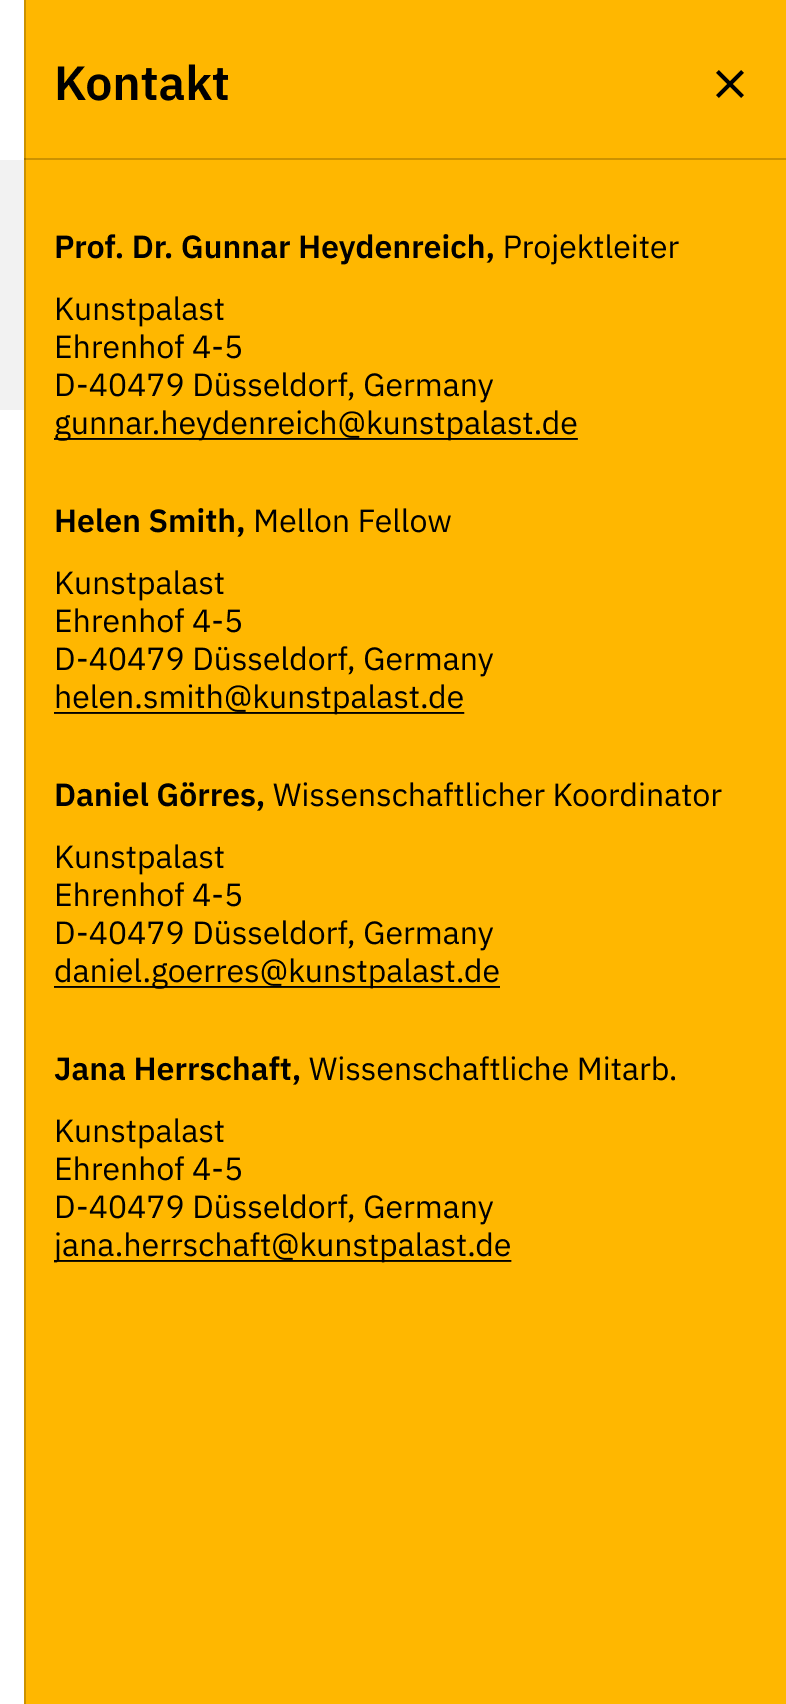 Kontakt
Prof. Dr. Gunnar Heydenreich, Projektleiter
Kunstpalast
Ehrenhof 4-5
D-40479 Düsseldorf, Germany
gunnar.heydenreich@kunstpalast.de
Helen Smith, Mellon Fellow
Kunstpalast
Ehrenhof 4-5
D-40479 Düsseldorf, Germany
helen.smith@kunstpalast.de
Daniel Görres, Wissenschaftlicher Koordinator
Kunstpalast
Ehrenhof 4-5
D-40479 Düsseldorf, Germany
daniel.goerres@kunstpalast.de
Jana Herrschaft, Wissenschaftliche Mitarb.
Kunstpalast
Ehrenhof 4-5
D-40479 Düsseldorf, Germany
jana.herrschaft@kunstpalast.de